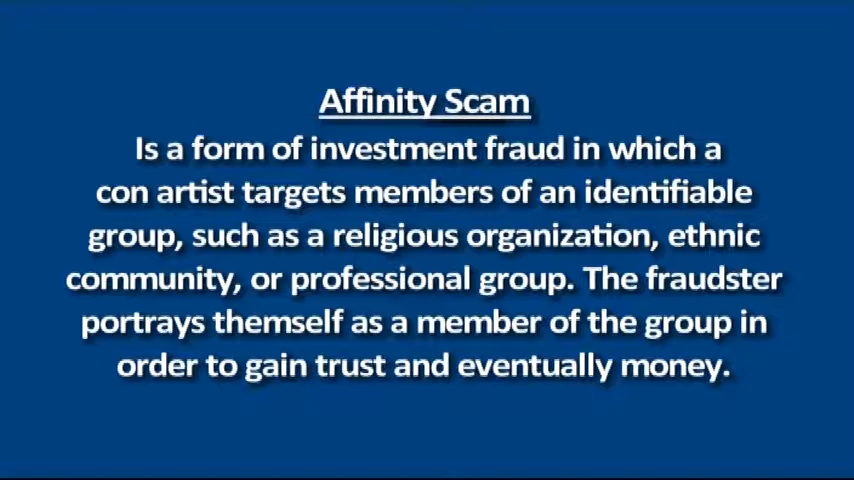 Affinity Scam
Is a form of investment fraud in which a
con artist targets members of an identifiable
group, such as a religious organization, ethnic
community, or professional group. The fraudster
portrays themself as a member of the group in
order to gain trust and eventually money.